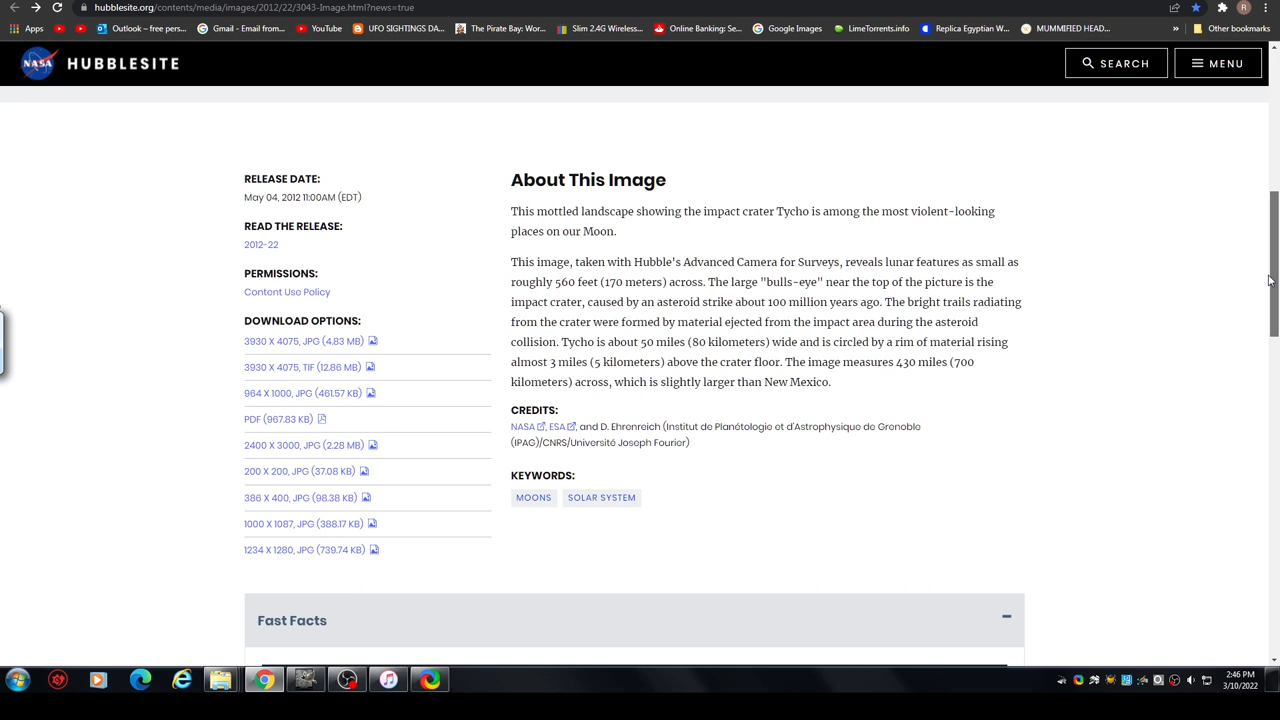 hubblesite.org/contents/media/images/2012/22/3043-Image.html?news=true
Apps
Outlook – free pers...
Gmail - Email from...
YouTube
UFO SIGHTINGS DA...
The Pirate Bay: Wor...
Slim 2.4G Wireless...
Online Banking: Se...
Google Images
LimeTorrents.info
Replica Egyptian W...
MUMMIFIED HEAD...
»
Other bookmarks
R
NASA
HUBBLESITE
SEARCH
MENU
RELEASE DATE:
May 04, 2012 11:00AM (EDT)
READ THE RELEASE:
2012-22
PERMISSIONS:
Content Use Policy
DOWNLOAD OPTIONS:
3930 X 4075, JPG (4.83 MB)
3930 X 4075, TIF (12.86 MB)
964 X 1000, JPG (461.57 KB)
PDF (967.83 KB)
2400 X 3000, JPG (2.28 MB)
200 X 200, JPG (37.08 KB)
386 X 400, JPG (98.38 KB)
1000 X 1087, JPG (388.17 KB)
1234 X 1280, JPG (739.74 KB)
About This Image
This mottled landscape showing the impact crater Tycho is among the most violent-looking
places on our Moon.
This image, taken with Hubble's Advanced Camera for Surveys, reveals lunar features as small as
roughly 560 feet (170 meters) across. The large "bulls-eye" near the top of the picture is the
impact crater, caused by an asteroid strike about 100 million years ago. The bright trails radiating
from the crater were formed by material ejected from the impact area during the asteroid
collision. Tycho is about 50 miles (80 kilometers) wide and is circled by a rim of material rising
almost 3 miles (5 kilometers) above the crater floor. The image measures 430 miles (700
kilometers) across, which is slightly larger than New Mexico.
CREDITS:
NASA, ESA, and D. Ehrenreich (Institut de Planétologie et d'Astrophysique de Grenoble
(IPAG)/CNRS/Université Joseph Fourier)
KEYWORDS:
MOONS
SOLAR SYSTEM
Fast Facts
2:46 PM
3/10/2022